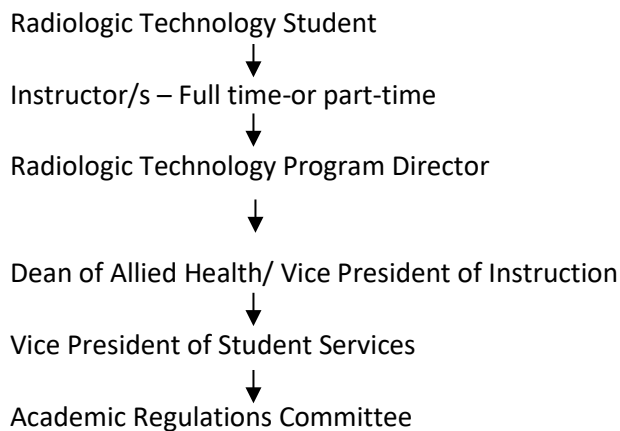 Radiologic Technology Student
Instructor/s – Full time-or part-time
Radiologic Technology Program Director
Dean of Allied Health/ Vice President of Instruction
Vice President of Student Services
Academic Regulations Committee